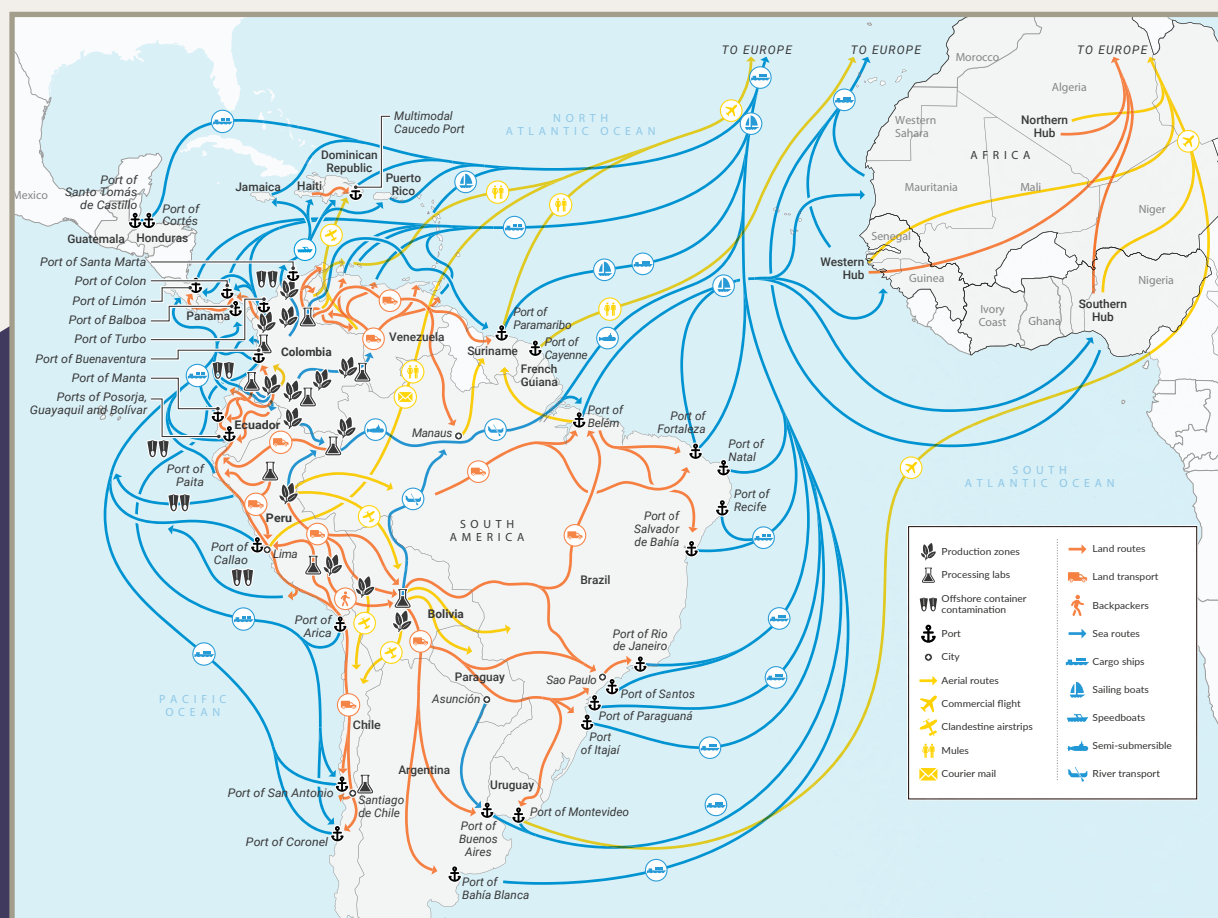 TO EUROPE
TO EUROPE
TO EUROPE
Morocco
Algeria
Western
Sahara
Northern
Hub
AFRICA
Mauritania
Mali
Niger
Senegal
Western
Hub
Guinea
Ivory
Coast
Ghana
Nigeria
Southern
Hub
NORTH
ATLANTIC OCEAN
Multimodal
Caucedo Port
Dominican
Republic
Jamaica
Haiti
Puerto
Rico
Mexico
Port of
Santo Tomás
de Castillo
Port of
Cortés
Guatemala
Honduras
Port of Santa Marta
Port of Colon
Port of Limón
Panama
Port of Balboa
Port of Turbo
Port of Buenaventura
Port of Manta
Ports of Posorja,
Guayaquil and Bolívar
Colombia
Venezuela
Port of
Paramaribo
Suriname
Port of
Cayenne
French
Guiana
Ecuador
Manaus
Port of
Belém
Port of
Fortaleza
Port of
Natal
Port of
Recife
Port of
Salvador
de Bahía
Port of
Paita
Peru
SOUTH
AMERICA
Port of
Callao
Lima
Brazil
Bolivia
Port of
Arica
Port of Rio
de Janeiro
Paraguay
Sao Paulo
Asunción
Port of Santos
Port of Paraguaná
Port
of Itajaí
PACIFIC
OCEAN
Chile
Argentina
Uruguay
Port of San Antonio
Santiago
de Chile
Port of Montevideo
Port of Coronel
Port of
Buenos
Aires
Port of
Bahía Blanca
SOUTH
ATLANTIC OCEAN
Production zones
Processing labs
Offshore container
contamination
Port
City
Aerial routes
Commercial flight
Clandestine airstrips
Mules
Courier mail
Land routes
Land transport
Backpackers
Sea routes
Cargo ships
Sailing boats
Speedboats
Semi-submersible
River transport